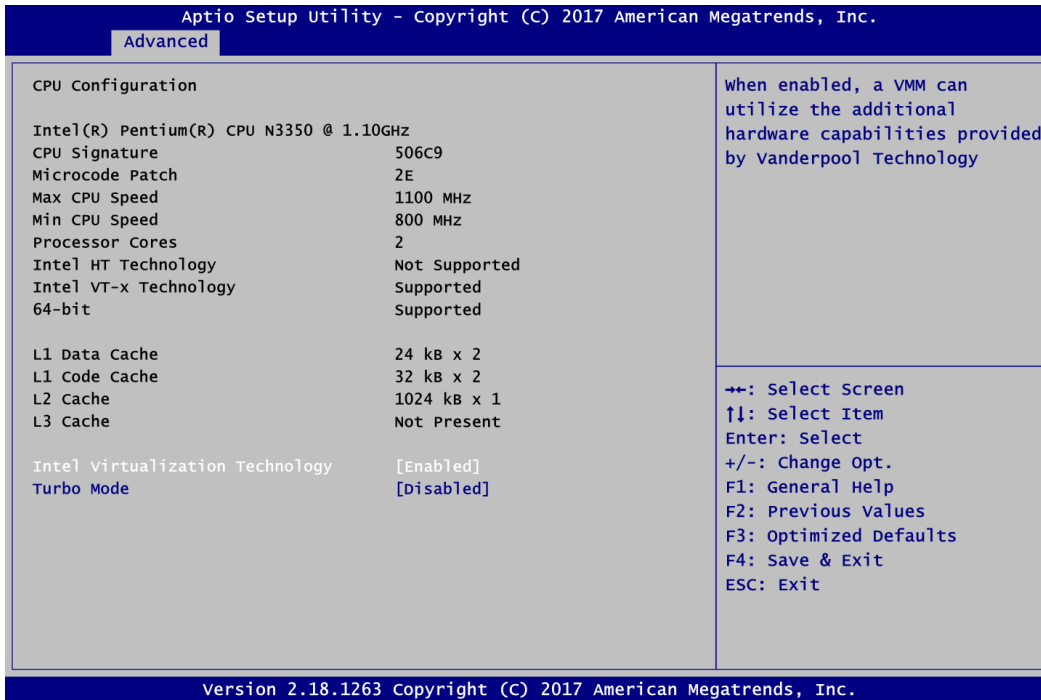 Aptio Setup Utility - Copyright (C) 2017 American Megatrends, Inc.
Advanced
CPU Configuration
Intel(R) Pentium(R) CPU N3350 @ 1.10GHz
CPU Signature 506C9
Microcode Patch 2E
Max CPU Speed 1100 MHz
Min CPU Speed 800 MHz
Processor Cores 2
Intel HT Technology Not Supported
Intel VT-x Technology Supported
64-bit Supported
L1 Data Cache 24 kB x 2
L1 Code Cache 32 kB x 2
L2 Cache 1024 kB x 1
L3 Cache Not Present
Intel Virtualization Technology [Enabled]
Turbo Mode [Disabled]
When enabled, a VMM can
utilize the additional
hardware capabilities provided
by Vanderpool Technology
→←: Select Screen
↑↓: Select Item
Enter: Select
+/-: Change Opt.
F1: General Help
F2: Previous Values
F3: Optimized Defaults
F4: Save & Exit
ESC: Exit
Version 2.18.1263 Copyright (C) 2017 American Megatrends, Inc.